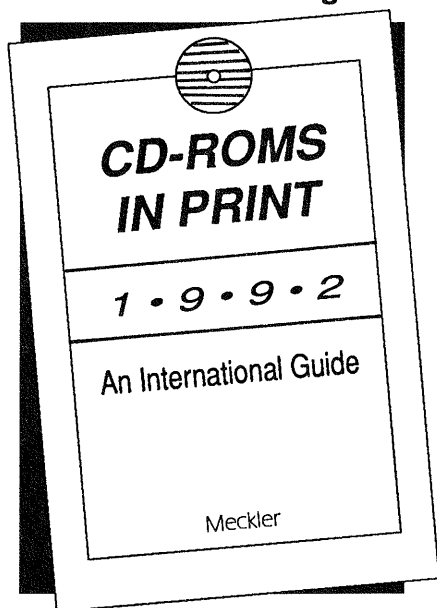 CD-ROMS
IN PRINT
1•9•9•2
An International Guide
Meckler